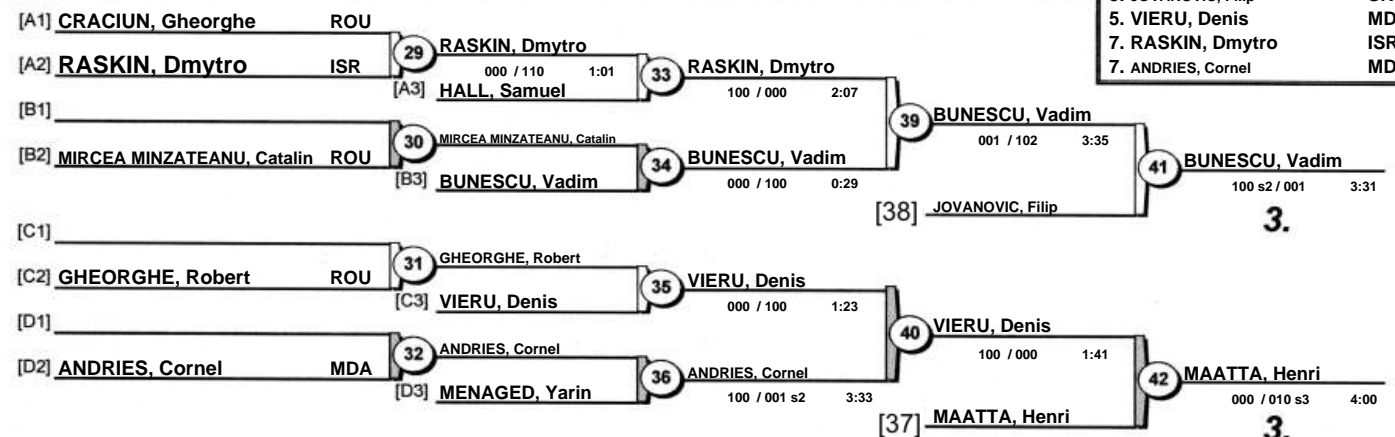 5. VIERU, Denis MD
7. RASKIN, Dmytro ISR
7. ANDRIES, Cornel MD
[A1] CRACIUN, Gheorghe ROU
[A2] RASKIN, Dmytro ISR
29 RASKIN, Dmytro
000 / 110 1:01
[A3] HALL, Samuel
33 RASKIN, Dmytro
100 / 000 2:07
[B1]
[B2] MIRCEA MINZATEANU, Catalin ROU
30 MIRCEA MINZATEANU, Catalin
[B3] BUNESCU, Vadim
34 BUNESCU, Vadim
000 / 100 0:29
39 BUNESCU, Vadim
001 / 102 3:35
[38] JOVANOVIC, Filip
41 BUNESCU, Vadim
100 s2 / 001 3:31
3.
[C1]
[C2] GHEORGHE, Robert ROU
31 GHEORGHE, Robert
[C3] VIERU, Denis
35 VIERU, Denis
000 / 100 1:23
[D1]
[D2] ANDRIES, Cornel MDA
32 ANDRIES, Cornel
[D3] MENAGED, Yarin
36 ANDRIES, Cornel
100 / 001 s2 3:33
40 VIERU, Denis
100 / 000 1:41
[37] MAATTA, Henri
42 MAATTA, Henri
000 / 010 s3 4:00
3.